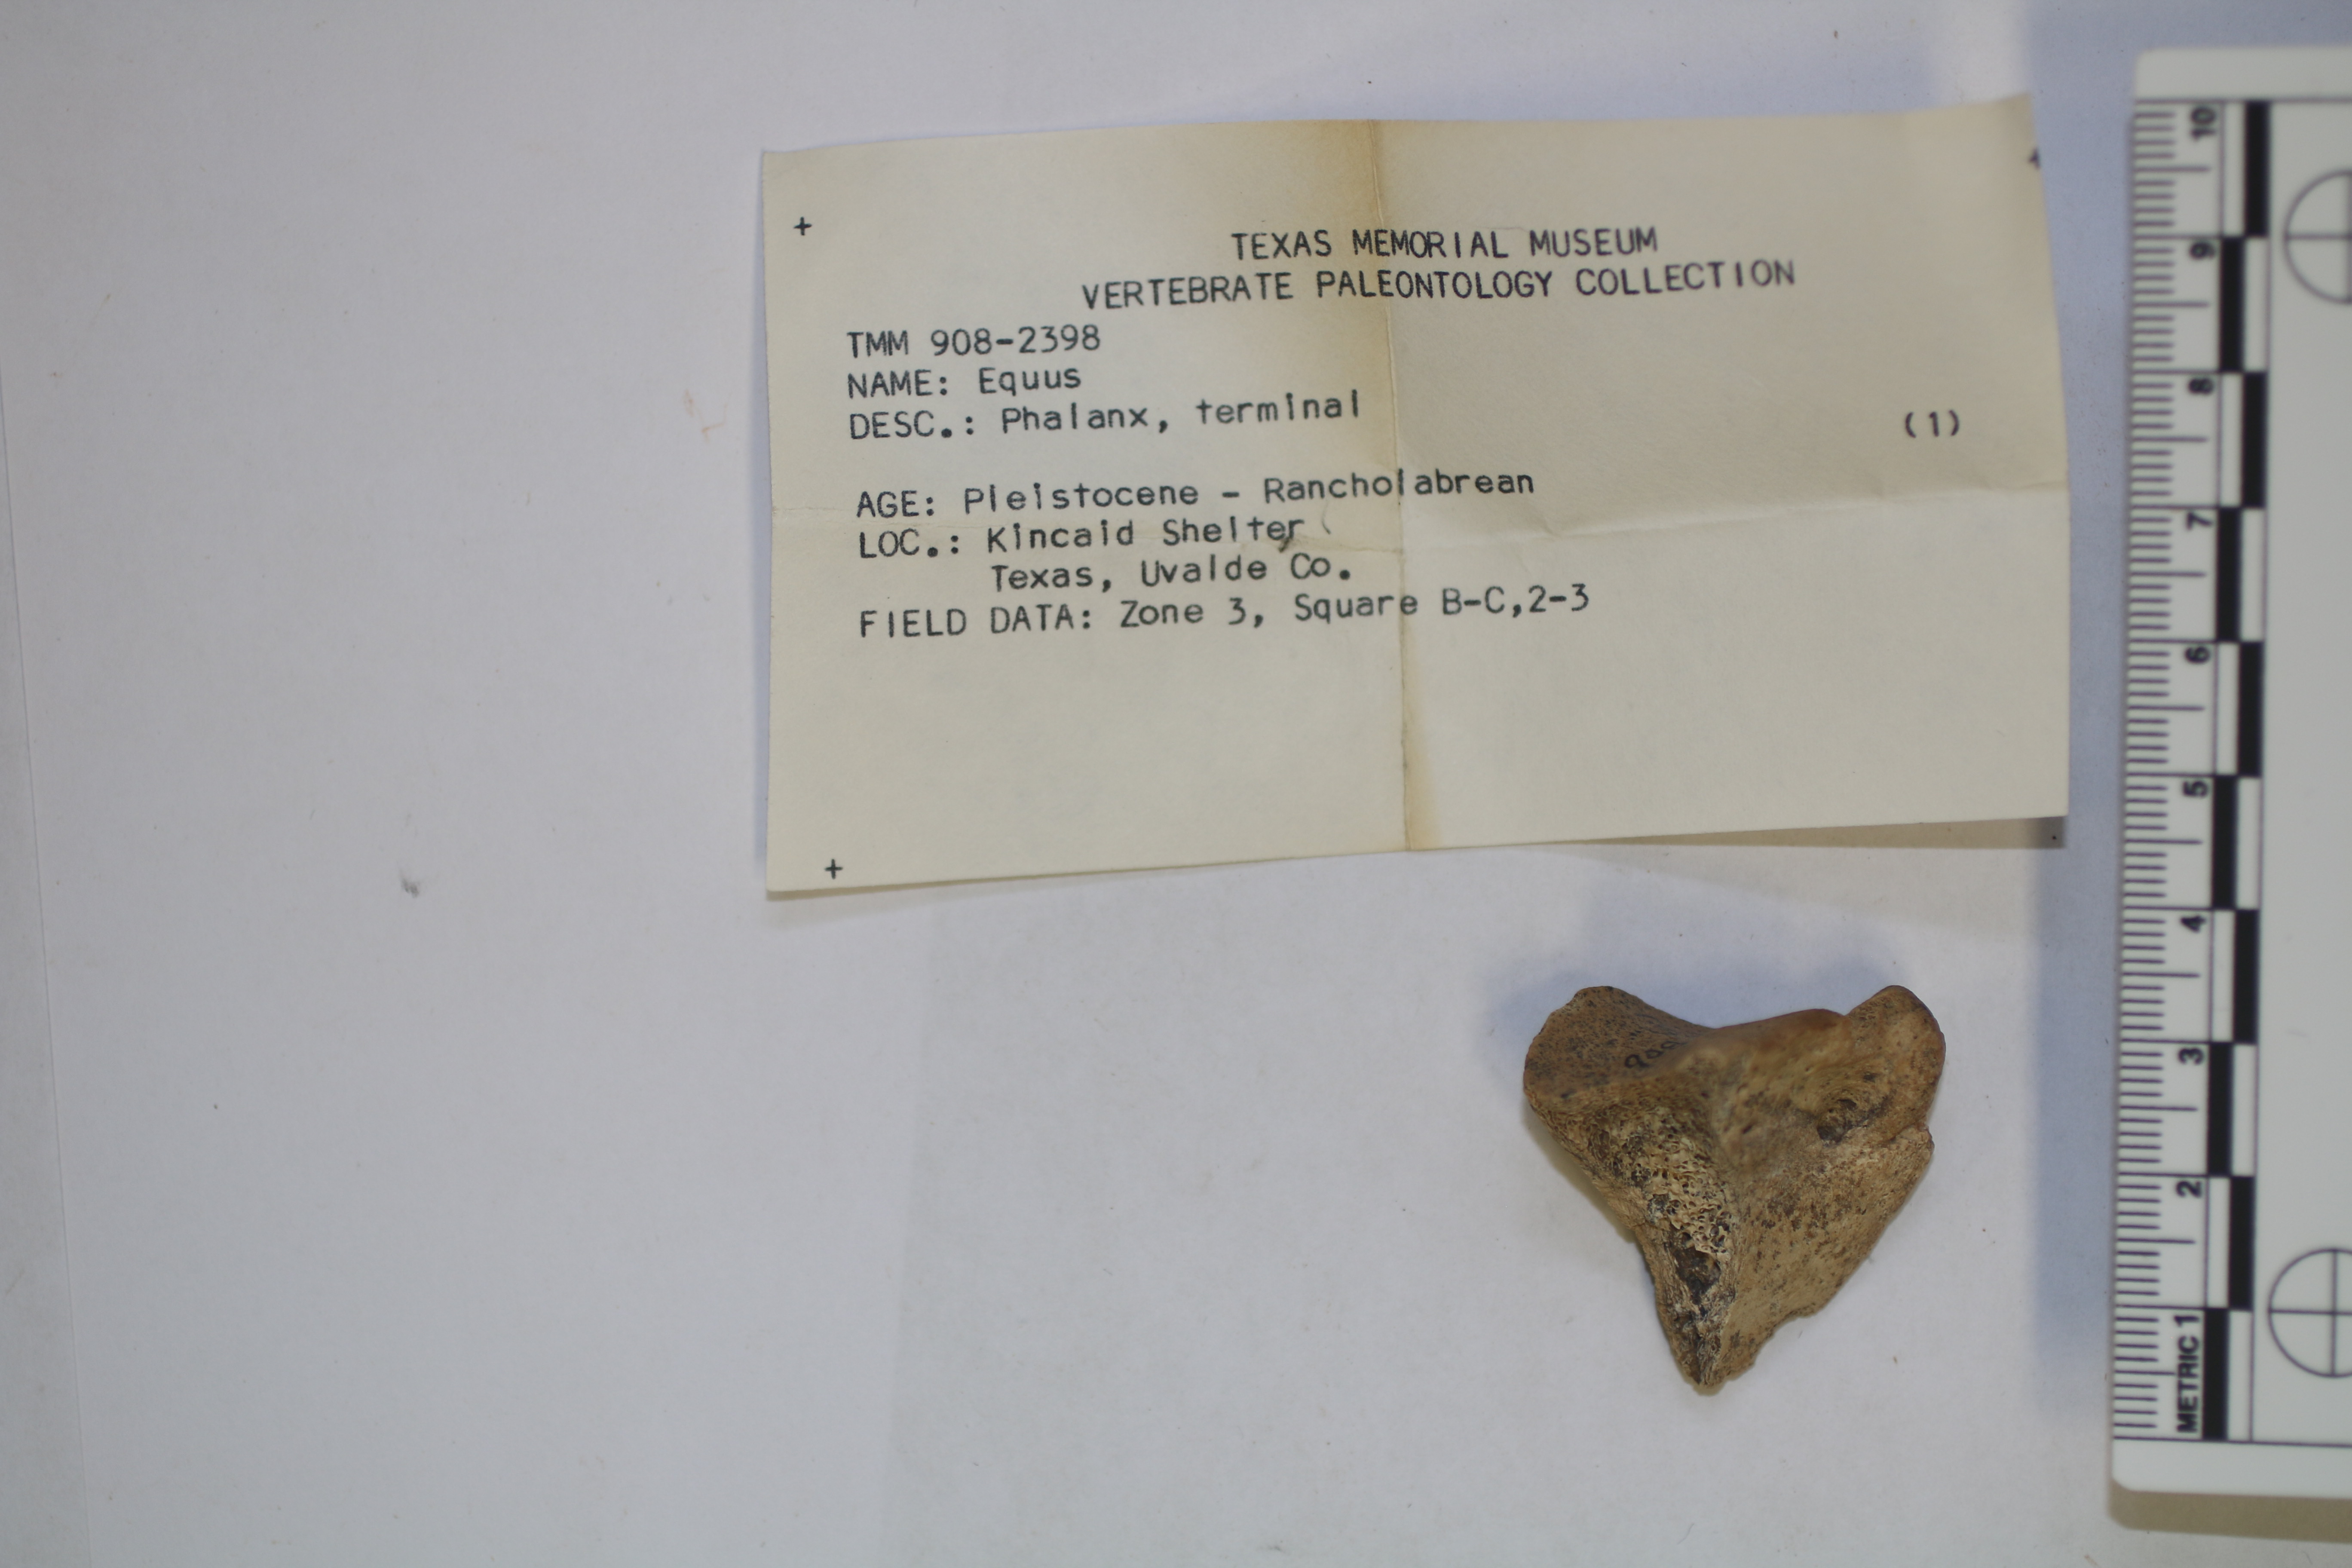 TEXAS MEMORIAL MUSEUM
VERTEBRATE PALEONTOLOGY COLLECTION
TMM 908-2398
NAME: Equus
DESC.: Phalanx, terminal (1)
AGE: Pleistocene - Rancholabrean
LOC.: Kincaid Shelter
Texas, Uvalde Co.
FIELD DATA: Zone 3, Square B-C,2-3
10
9
8
7
6
5
4
3
2
METRIC 1